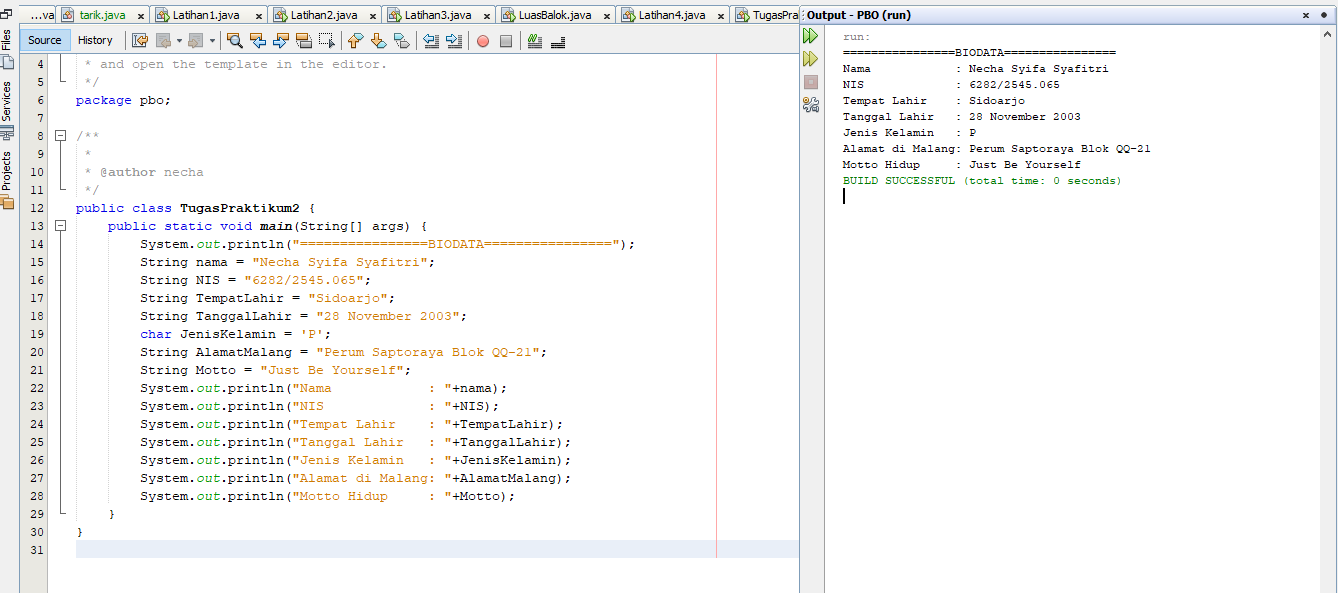 ...va tarik.java Latihan1.java Latihan2.java Latihan3.java LuasBalok.java Latihan4.java TugasPra
Source History
Files
Services
Projects
4 * and open the template in the editor.
5 */
6 package pbo;
7
8 /**
9 *
10 * @author necha
11 */
12 public class TugasPraktikum2 {
13 public static void main(String[] args) {
14 System.out.println("================BIODATA================");
15 String nama = "Necha Syifa Syafitri";
16 String NIS = "6282/2545.065";
17 String TempatLahir = "Sidoarjo";
18 String TanggalLahir = "28 November 2003";
19 char JenisKelamin = 'P';
20 String AlamatMalang = "Perum Saptoraya Blok QQ-21";
21 String Motto = "Just Be Yourself";
22 System.out.println("Nama            : "+nama);
23 System.out.println("NIS             : "+NIS);
24 System.out.println("Tempat Lahir    : "+TempatLahir);
25 System.out.println("Tanggal Lahir   : "+TanggalLahir);
26 System.out.println("Jenis Kelamin   : "+JenisKelamin);
27 System.out.println("Alamat di Malang: "+AlamatMalang);
28 System.out.println("Motto Hidup     : "+Motto);
29 }
30 }
31
Output - PBO (run)
run:
================BIODATA================
Nama            : Necha Syifa Syafitri
NIS             : 6282/2545.065
Tempat Lahir    : Sidoarjo
Tanggal Lahir   : 28 November 2003
Jenis Kelamin   : P
Alamat di Malang: Perum Saptoraya Blok QQ-21
Motto Hidup     : Just Be Yourself
BUILD SUCCESSFUL (total time: 0 seconds)